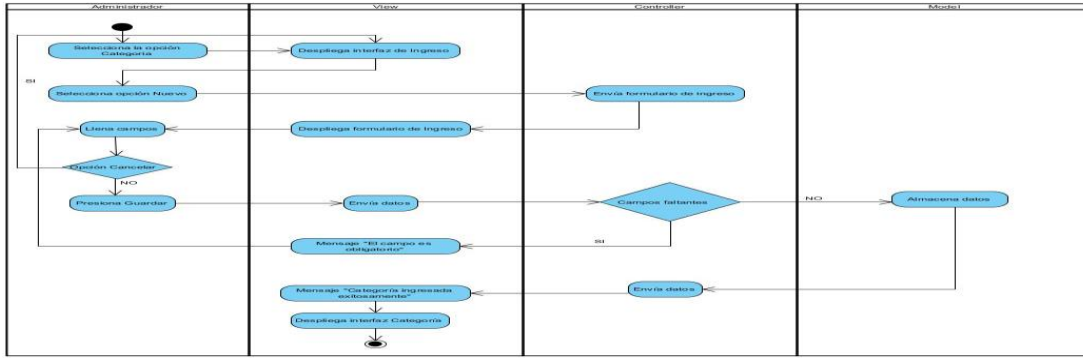 Administrador
View
Controller
Model
Selecciona la opción
Categoría
Despliega interfaz de Ingreso
SI
Selecciona opción Nuevo
Envía formulario de Ingreso
Llena campos
Despliega formulario de Ingreso
Opción Cancelar
NO
Presiona Guardar
Envía datos
Campos faltantes
NO
Almacena datos
SI
Mensaje "El campo es
obligatorio"
Mensaje "Categoría ingresada
exitosamente"
Envía datos
Despliega interfaz Categoría